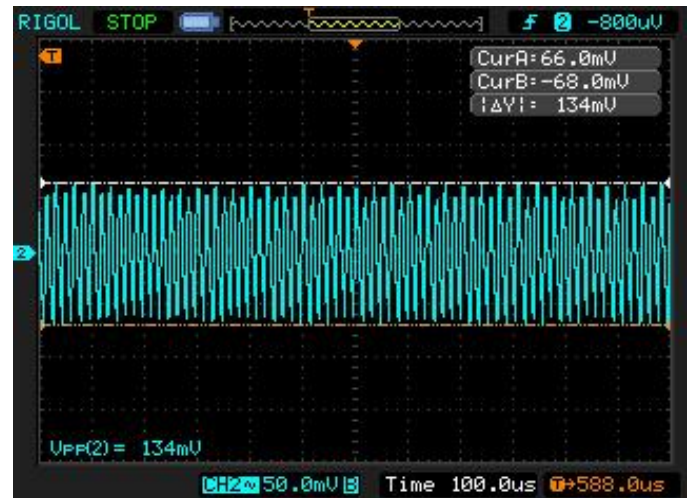 RIGOL STOP T f 2 -800uV
T
CurA=66.0mV
CurB=-68.0mV
|ΔY|= 134mV
2
Vpp(2)= 134mV
CH2~ 50.0mV B Time 100.0us T→588.0us